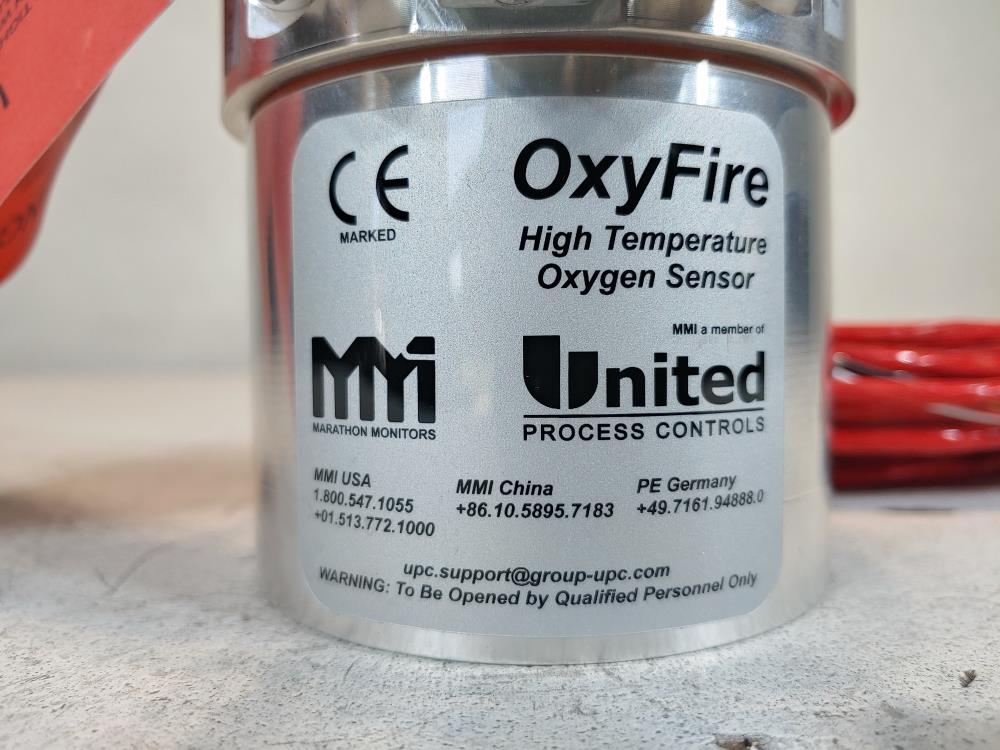 CE
MARKED
OxyFire
High Temperature
Oxygen Sensor
MMI
MARATHON MONITORS
MMI a member of
United
PROCESS CONTROLS
MMI USA
1.800.547.1055
+01.513.772.1000
MMI China
+86.10.5895.7183
PE Germany
+49.7161.94888.0
upc.support@group-upc.com
WARNING: To Be Opened by Qualified Personnel Only